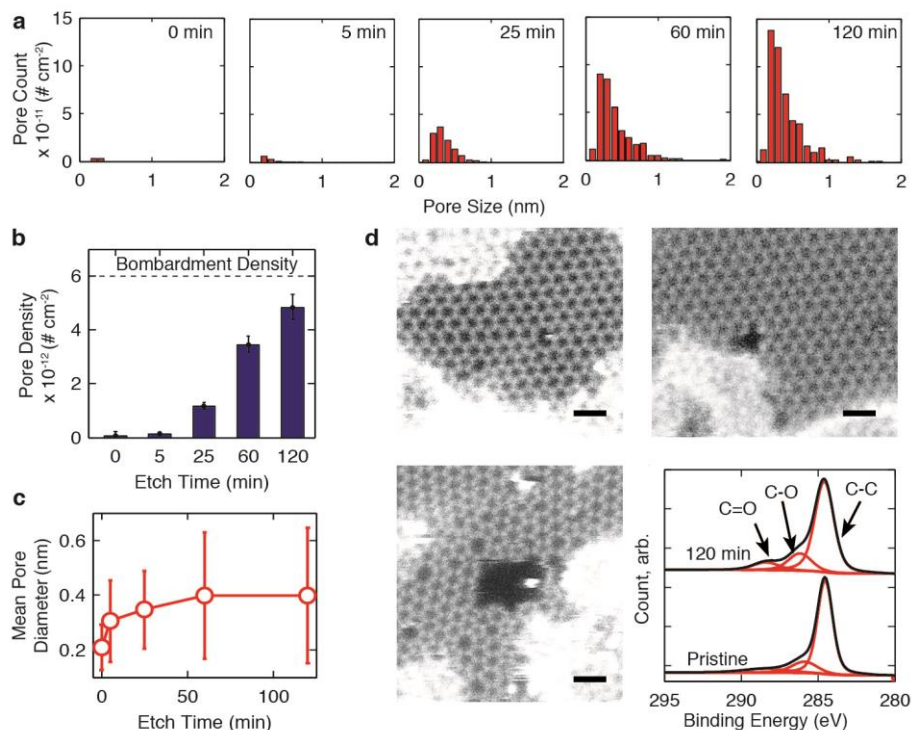 a
0 min
5 min
25 min
60 min
120 min
Pore Count
x 10⁻¹¹ (# cm⁻²)
15
10
5
0
0 1 2
0 1 2
0 1 2
0 1 2
0 1 2
Pore Size (nm)
b
Bombardment Density
Pore Density
x 10⁻¹² (# cm⁻²)
6
4
2
0
0 5 25 60 120
Etch Time (min)
c
Mean Pore
Diameter (nm)
0.6
0.4
0.2
0 50 100
Etch Time (min)
d
C=O
C-O
C-C
120 min
Pristine
Count, arb.
295 290 285 280
Binding Energy (eV)